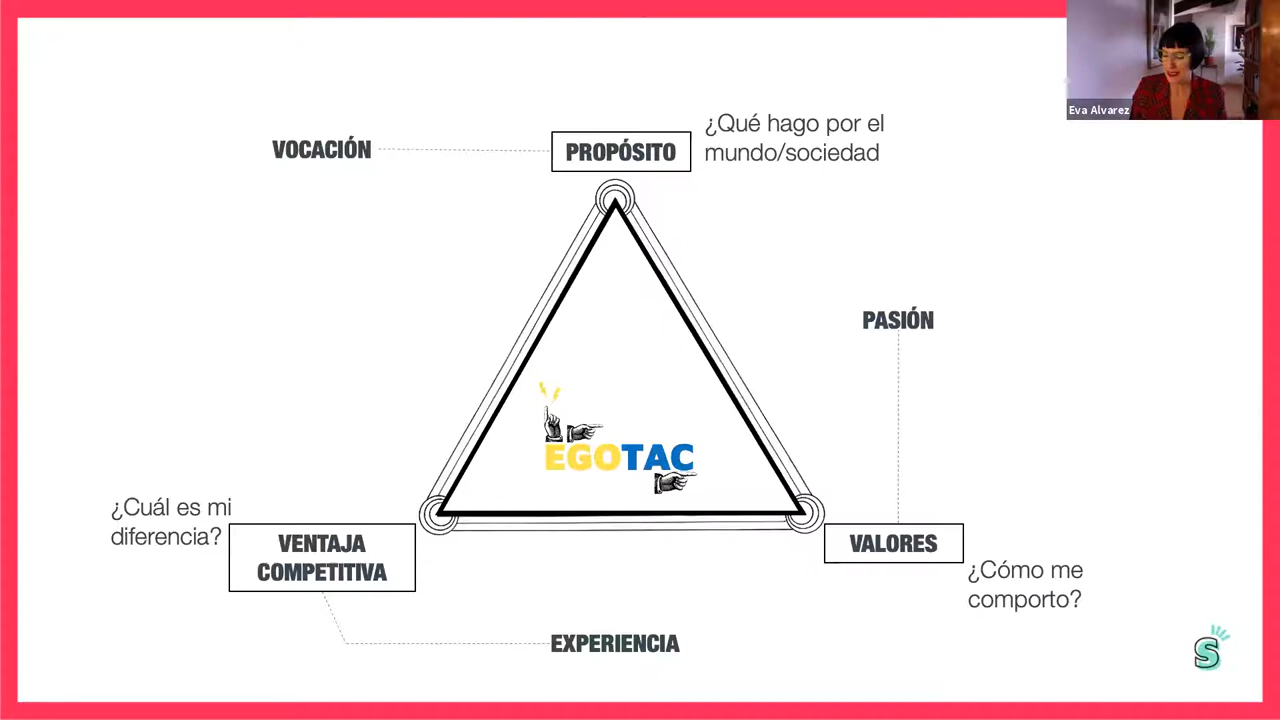 Eva Alvarez
VOCACIÓN
PROPÓSITO
¿Qué hago por el
mundo/sociedad
PASIÓN
EGOTAC
¿Cuál es mi
diferencia?
VENTAJA
COMPETITIVA
VALORES
¿Cómo me
comporto?
EXPERIENCIA
S